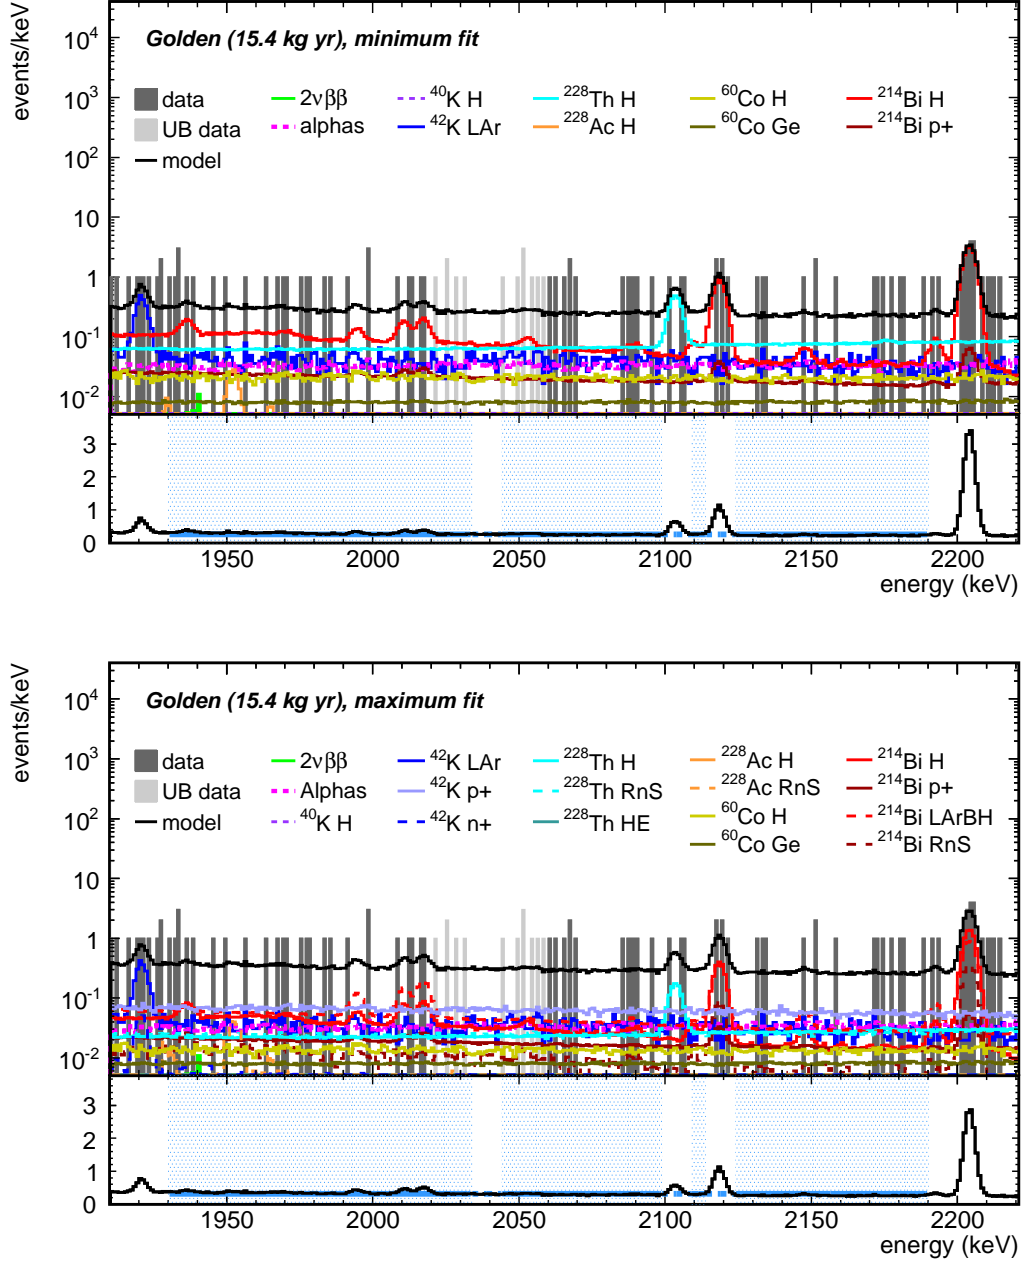 events/keV
Golden (15.4 kg yr), minimum fit
10⁴
10³
10²
10
1
10⁻¹
10⁻²
data
UB data
model
2νββ
alphas
⁴⁰K H
⁴²K LAr
²²⁸Th H
²²⁸Ac H
⁶⁰Co H
⁶⁰Co Ge
²¹⁴Bi H
²¹⁴Bi p+
3
2
1
0
1950 2000 2050 2100 2150 2200
energy (keV)
events/keV
Golden (15.4 kg yr), maximum fit
10⁴
10³
10²
10
1
10⁻¹
10⁻²
data
UB data
model
2νββ
Alphas
⁴⁰K H
⁴²K LAr
⁴²K p+
⁴²K n+
²²⁸Th H
²²⁸Th RnS
²²⁸Th HE
²²⁸Ac H
²²⁸Ac RnS
⁶⁰Co H
⁶⁰Co Ge
²¹⁴Bi H
²¹⁴Bi p+
²¹⁴Bi LArBH
²¹⁴Bi RnS
3
2
1
0
1950 2000 2050 2100 2150 2200
energy (keV)